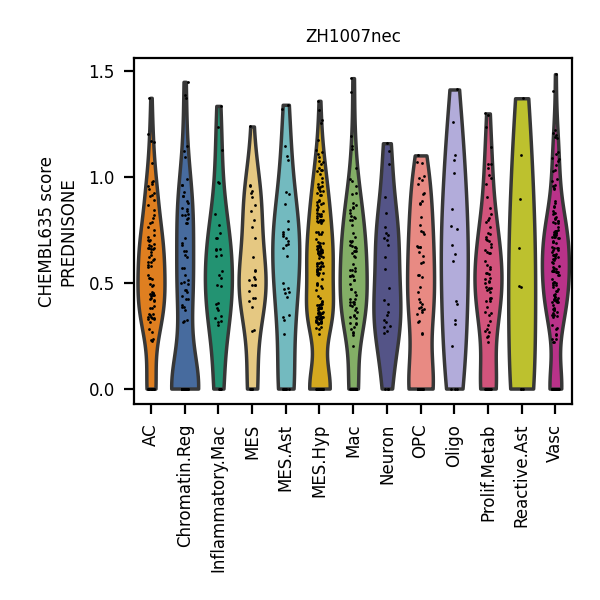 ZH1007nec
CHEMBL635 score
PREDNISONE
1.5
1.0
0.5
0.0
AC
Chromatin.Reg
Inflammatory.Mac
MES
MES.Ast
MES.Hyp
Mac
Neuron
OPC
Oligo
Prolif.Metab
Reactive.Ast
Vasc